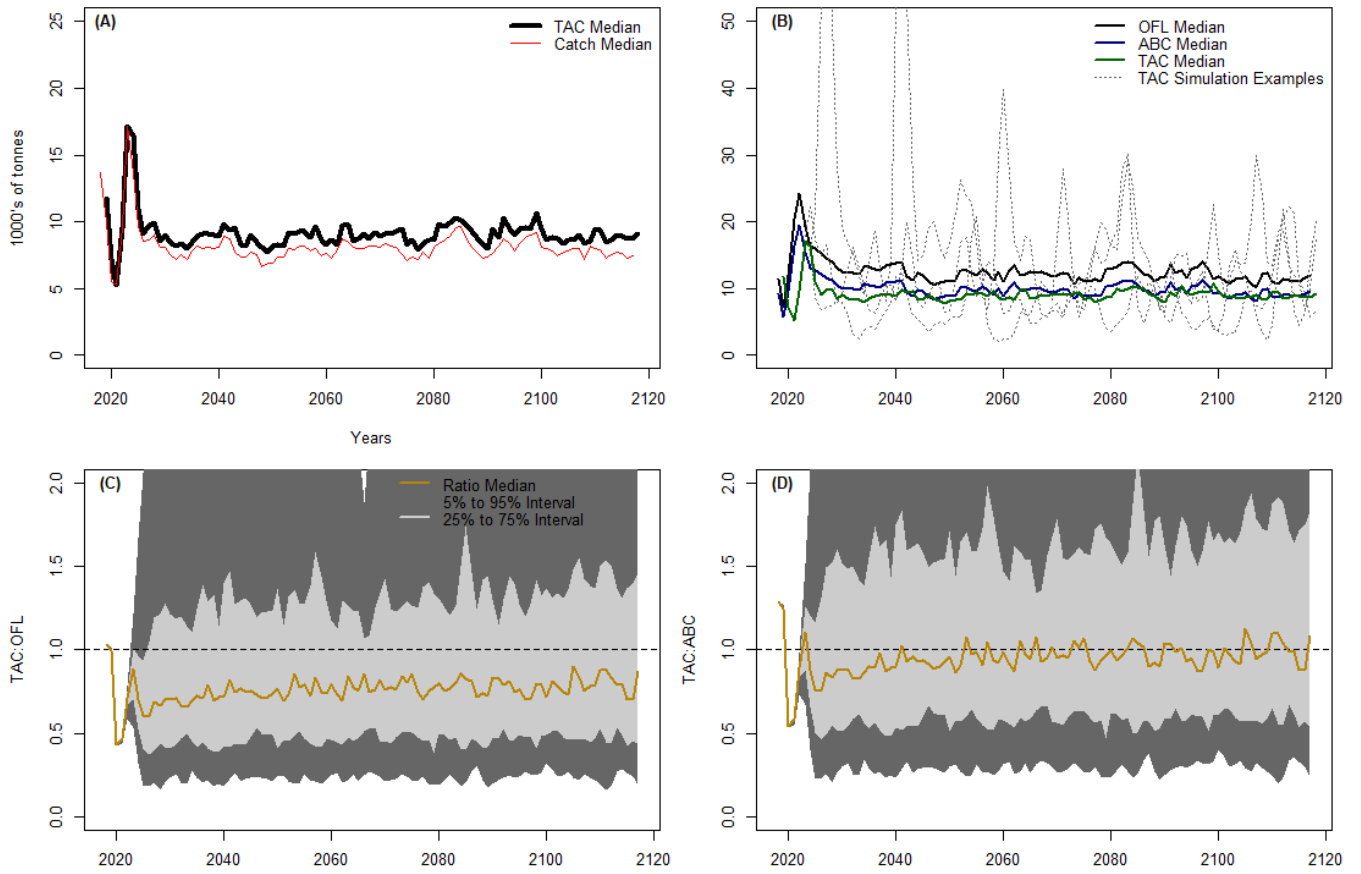 (A)
TAC Median
Catch Median
25
20
15
10
5
0
1000's of tonnes
2020 2040 2060 2080 2100 2120
Years
(B)
OFL Median
ABC Median
TAC Median
TAC Simulation Examples
50
40
30
20
10
0
2020 2040 2060 2080 2100 2120
(C)
Ratio Median
5% to 95% Interval
25% to 75% Interval
2.0
1.5
1.0
0.5
0.0
TAC:OFL
2020 2040 2060 2080 2100 2120
(D)
2.0
1.5
1.0
0.5
0.0
TAC:ABC
2020 2040 2060 2080 2100 2120